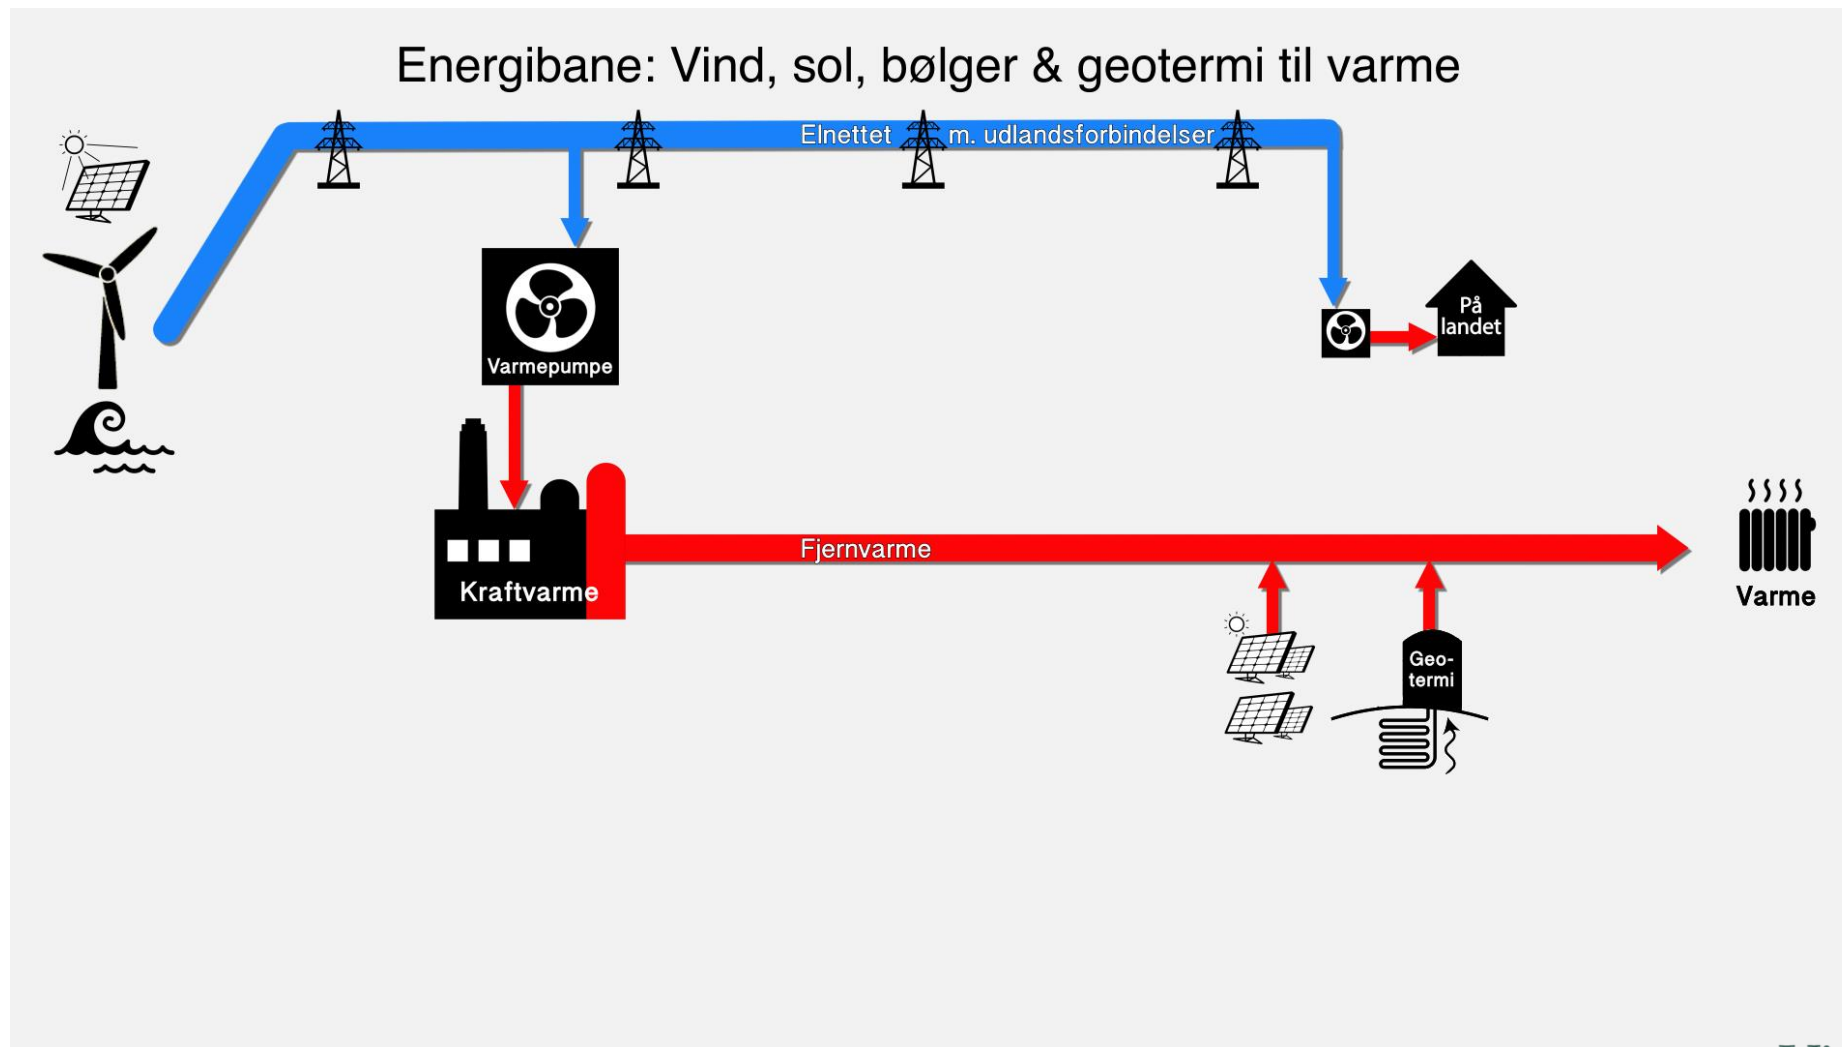 Energibane: Vind, sol, bølger & geotermi til varme
Elnettet m. udlandsforbindelser
På
landet
Varmepumpe
Fjernvarme
Kraftvarme
Varme
Geo-
termi